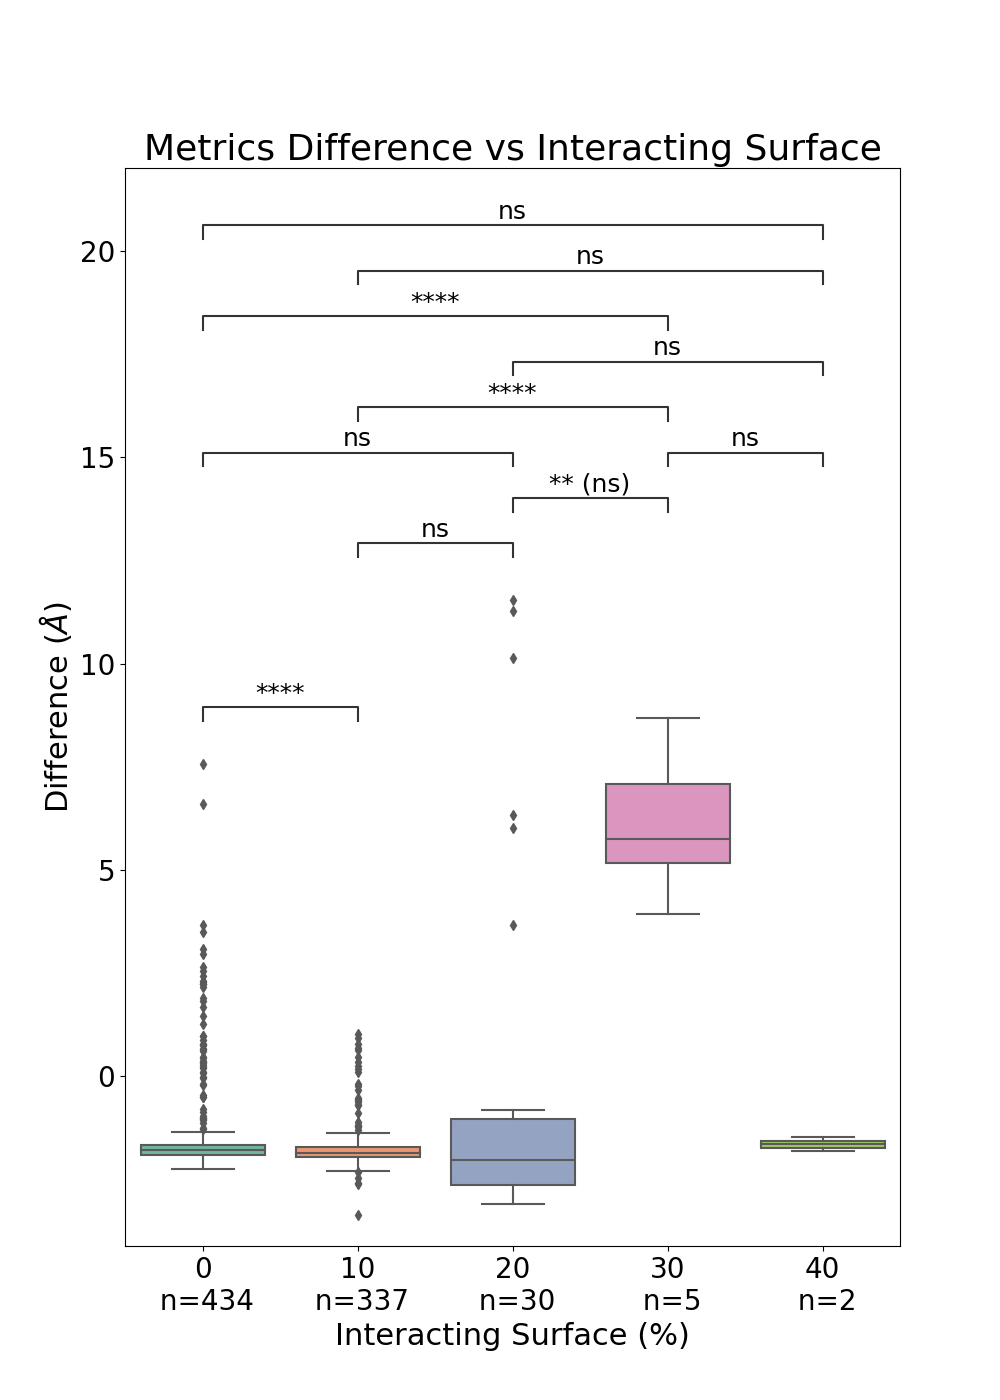 Metrics Difference vs Interacting Surface
ns
20
ns
****
ns
****
ns
ns
15
** (ns)
ns
10
****
5
0
Difference (Å)
0 10 20 30 40
n=434 n=337 n=30 n=5 n=2
Interacting Surface (%)